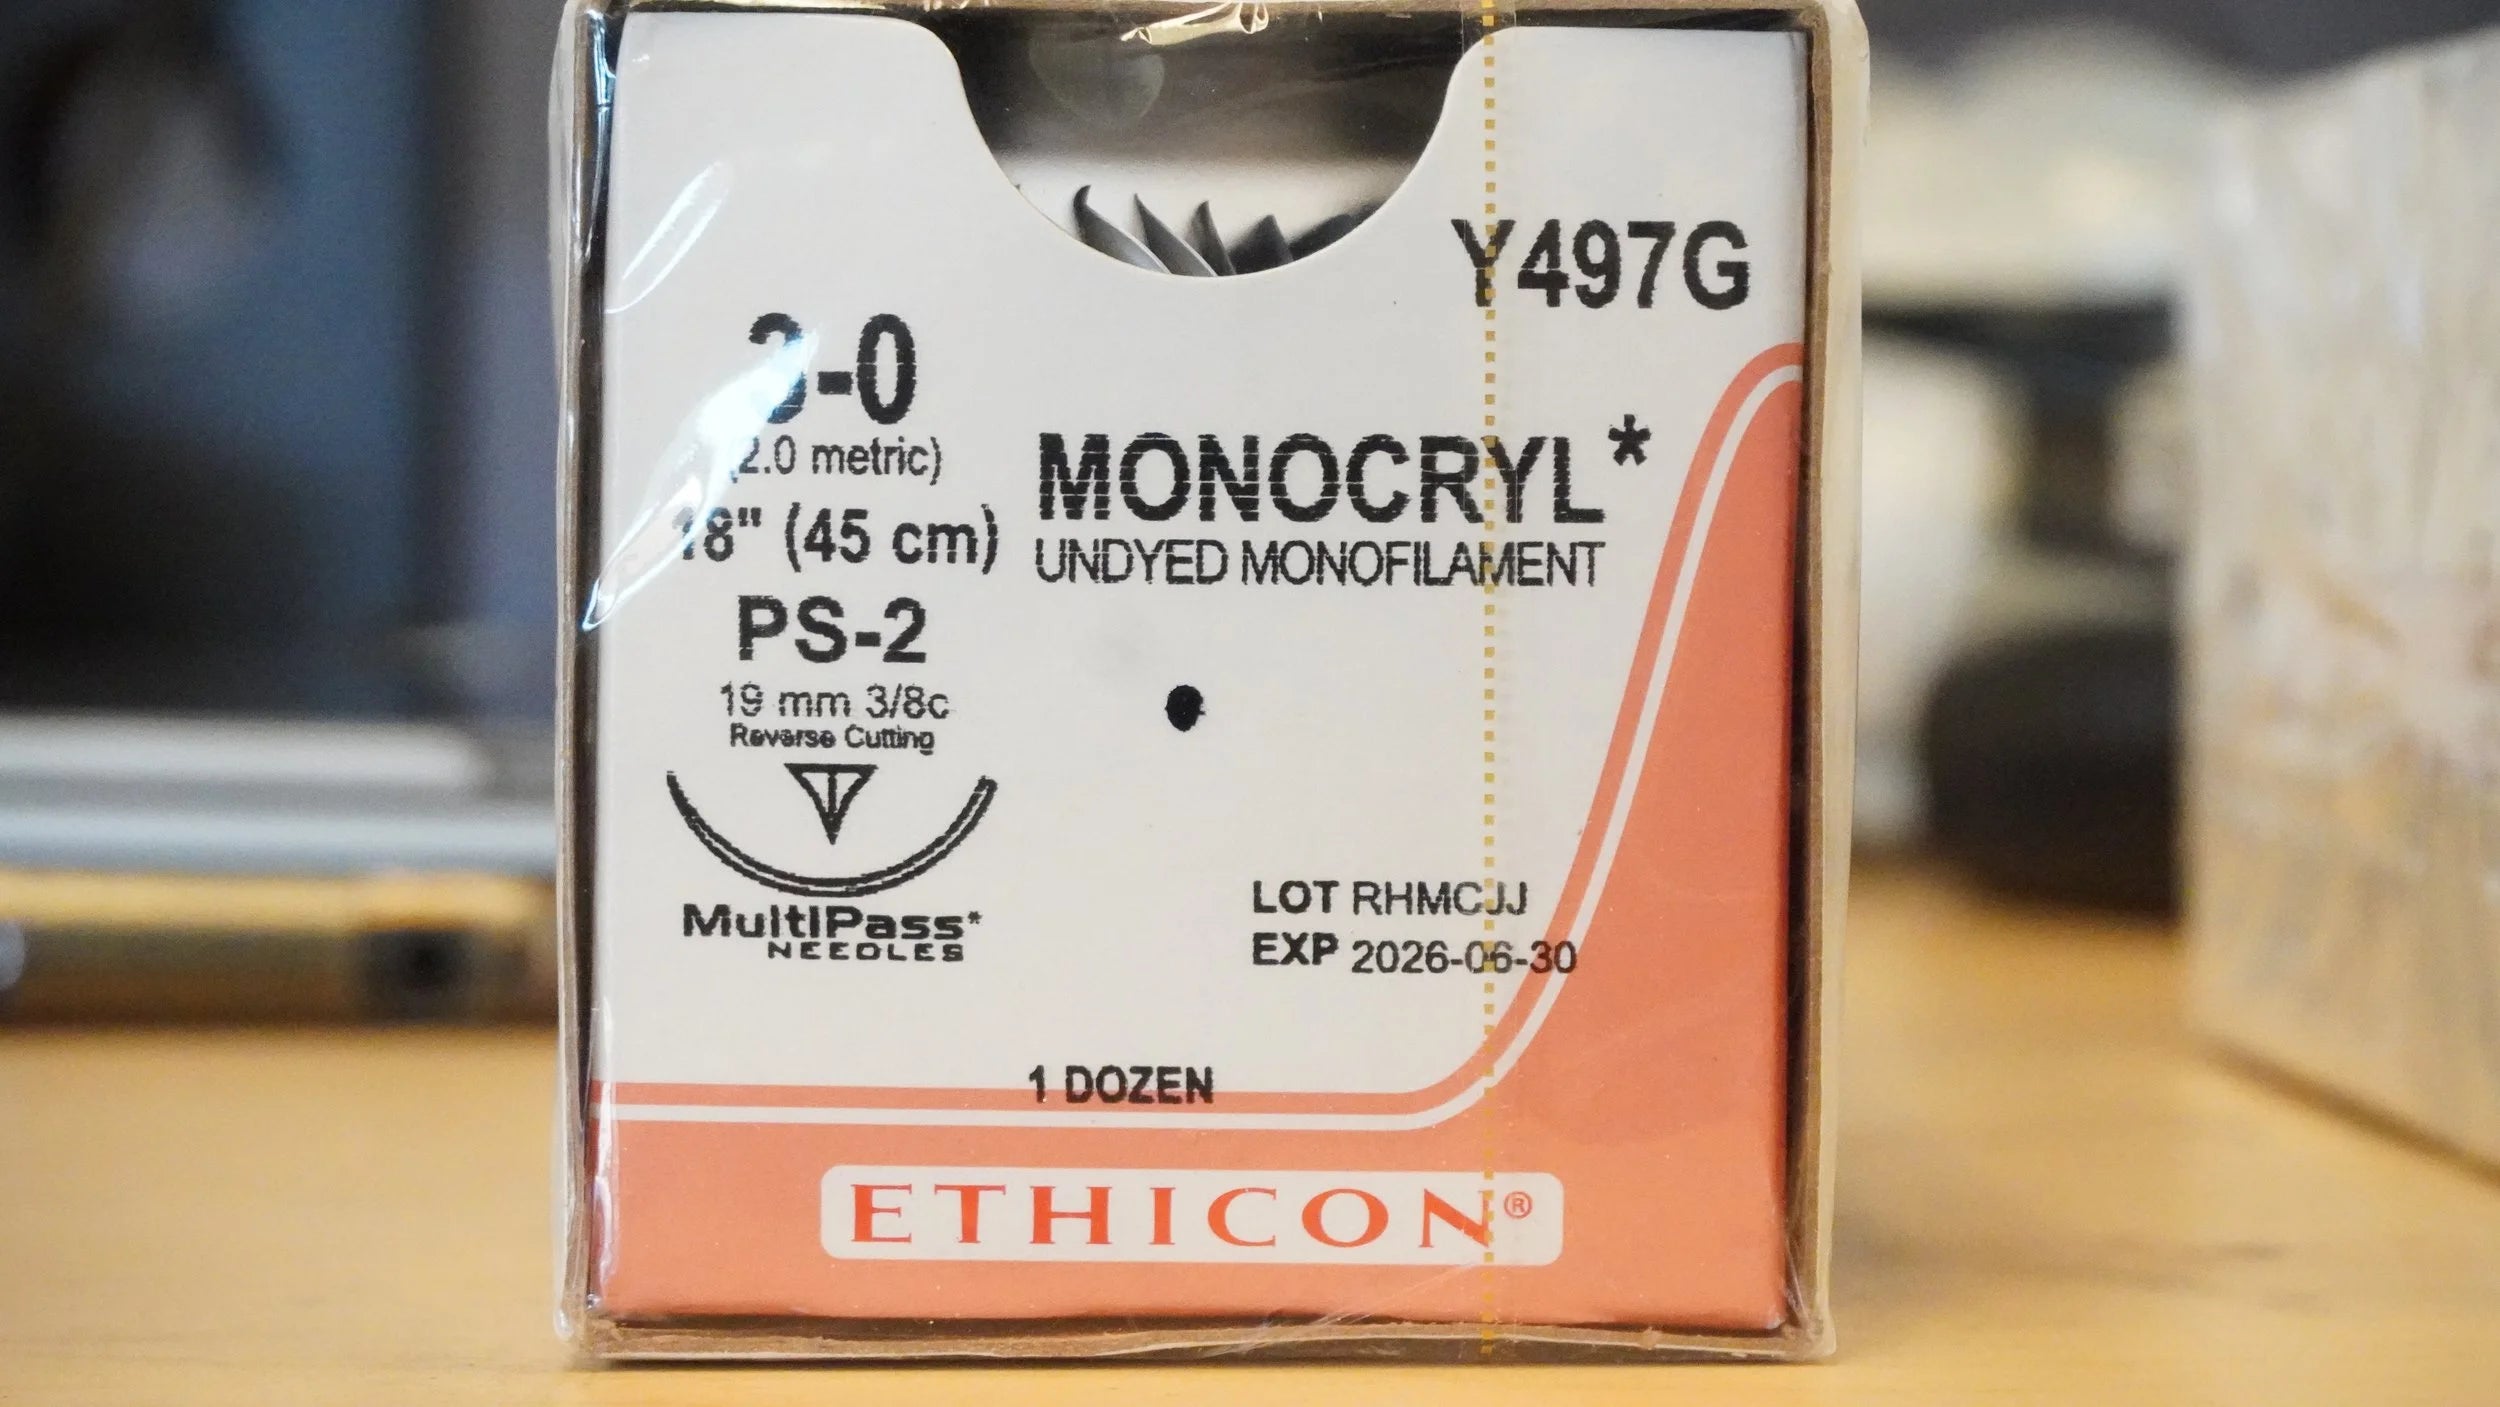 Y497G
3-0
(2.0 metric)
18" (45 cm)
MONOCRYL*
UNDYED MONOFILAMENT
PS-2
19 mm 3/8c
Reverse Cutting
MultiPass*
NEEDLES
LOT RHMCJJ
EXP 2026-06-30
1 DOZEN
ETHICON®